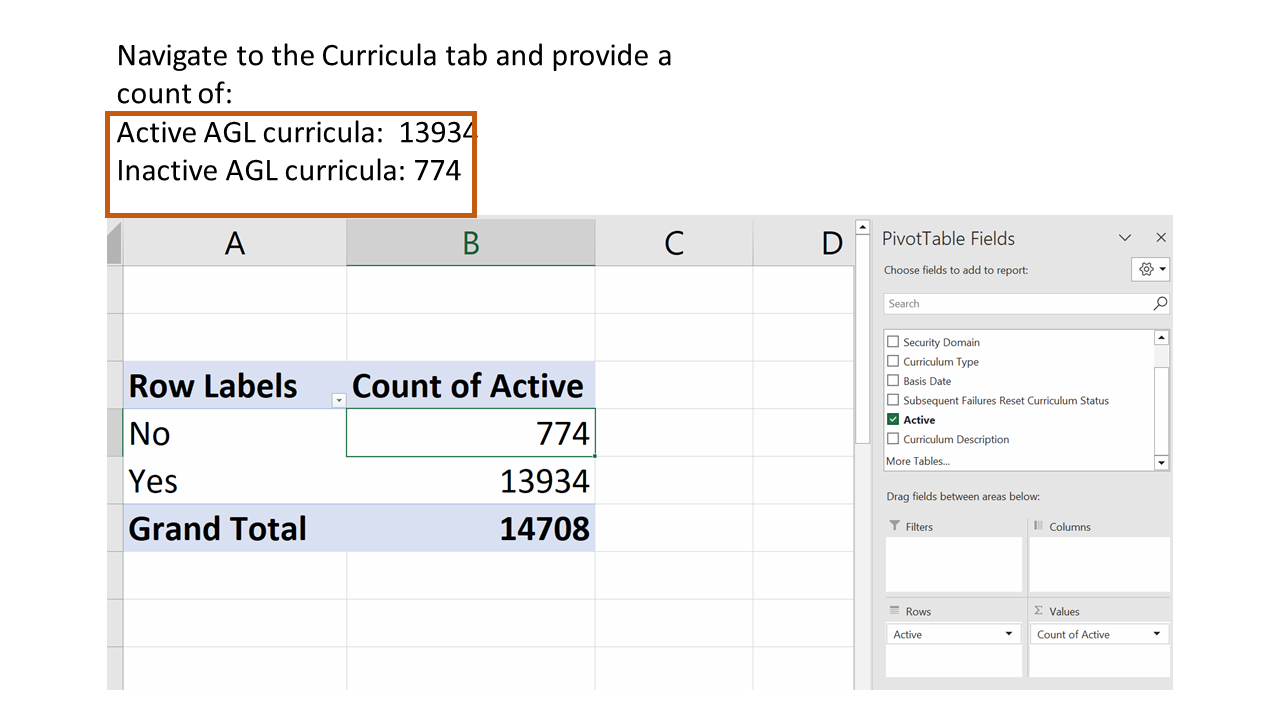 Navigate to the Curricula tab and provide a
count of:
Active AGL curricula:  13934
Inactive AGL curricula: 774
A B C D
Row Labels Count of Active
No 774
Yes 13934
Grand Total 14708
PivotTable Fields
Choose fields to add to report:
Search
Security Domain
Curriculum Type
Basis Date
Subsequent Failures Reset Curriculum Status
Active
Curriculum Description
More Tables...
Drag fields between areas below:
Filters Columns
Rows Σ Values
Active Count of Active